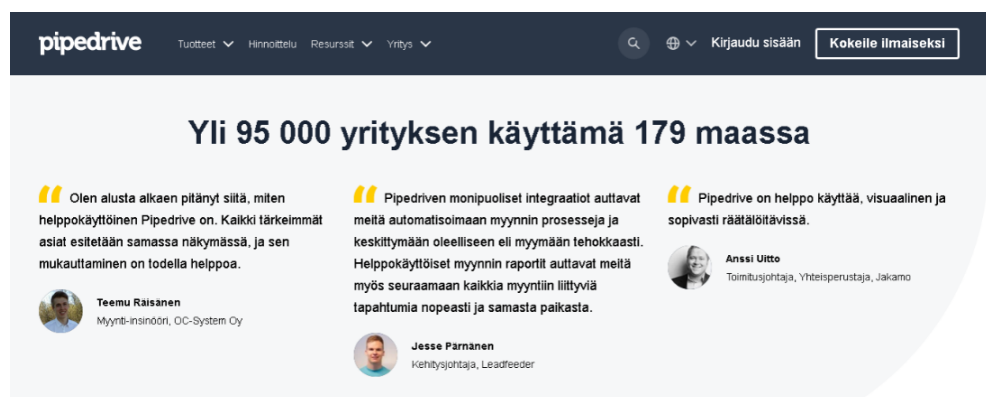 pipedrive Tuotteet Hinnoittelu Resurssit Yritys Kirjaudu sisään Kokeile ilmaiseksi
Yli 95 000 yrityksen käyttämä 179 maassa
Olen alusta alkaen pitänyt siitä, miten
helppokäyttöinen Pipedrive on. Kaikki tärkeimmät
asiat esitetään samassa näkymässä, ja sen
mukauttaminen on todella helppoa.
Teemu Räisänen
Myynti-insinööri, OC-System Oy
Pipedriven monipuoliset integraatiot auttavat
meitä automatisoimaan myynnin prosesseja ja
keskittymään oleelliseen eli myymään tehokkaasti.
Helppokäyttöiset myynnin raportit auttavat meitä
myös seuraamaan kaikkia myyntiin liittyviä
tapahtumia nopeasti ja samasta paikasta.
Jesse Pärnänen
Kehitysjohtaja, Leadfeeder
Pipedrive on helppo käyttää, visuaalinen ja
sopivasti räätälöitävissä.
Anssi Uitto
Toimitusjohtaja, Yhteisperustaja, Jakamo